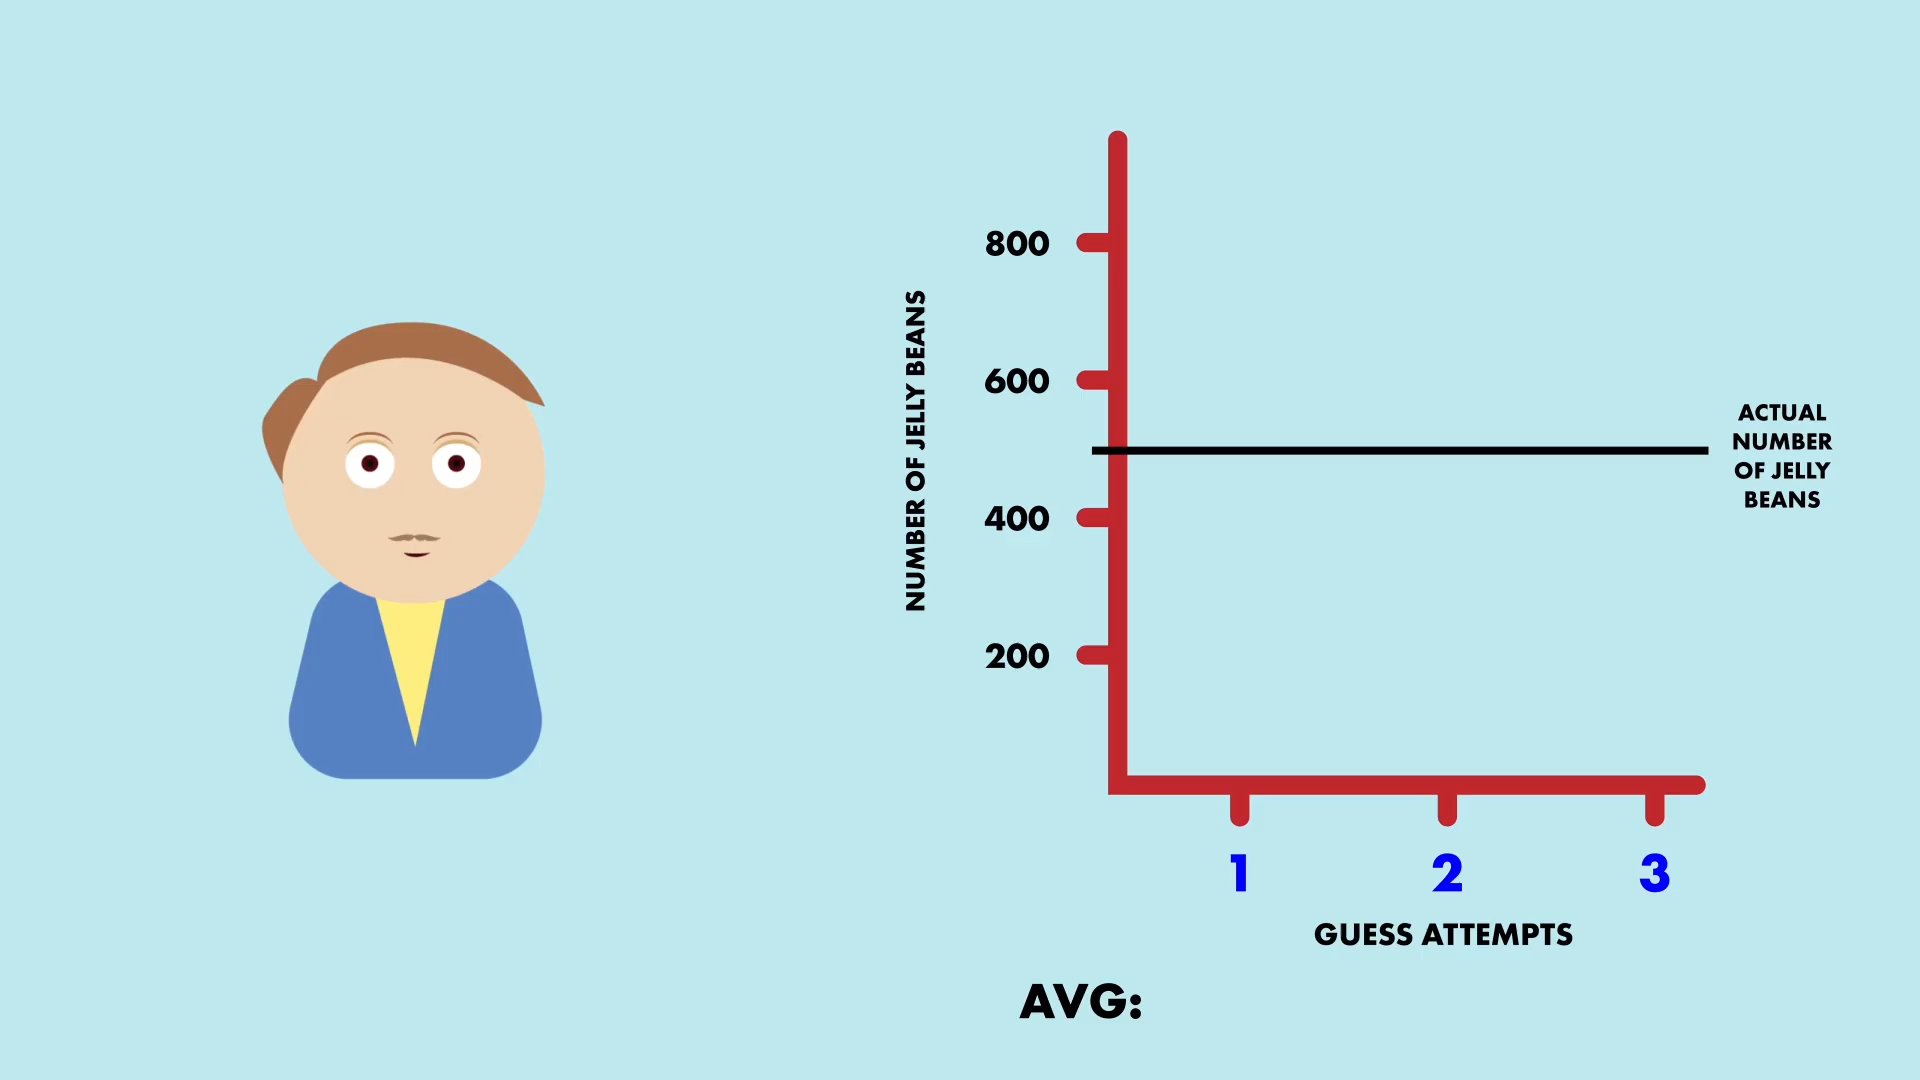 800
600
400
200
NUMBER OF JELLY BEANS
ACTUAL
NUMBER
OF JELLY
BEANS
1 2 3
GUESS ATTEMPTS
AVG: